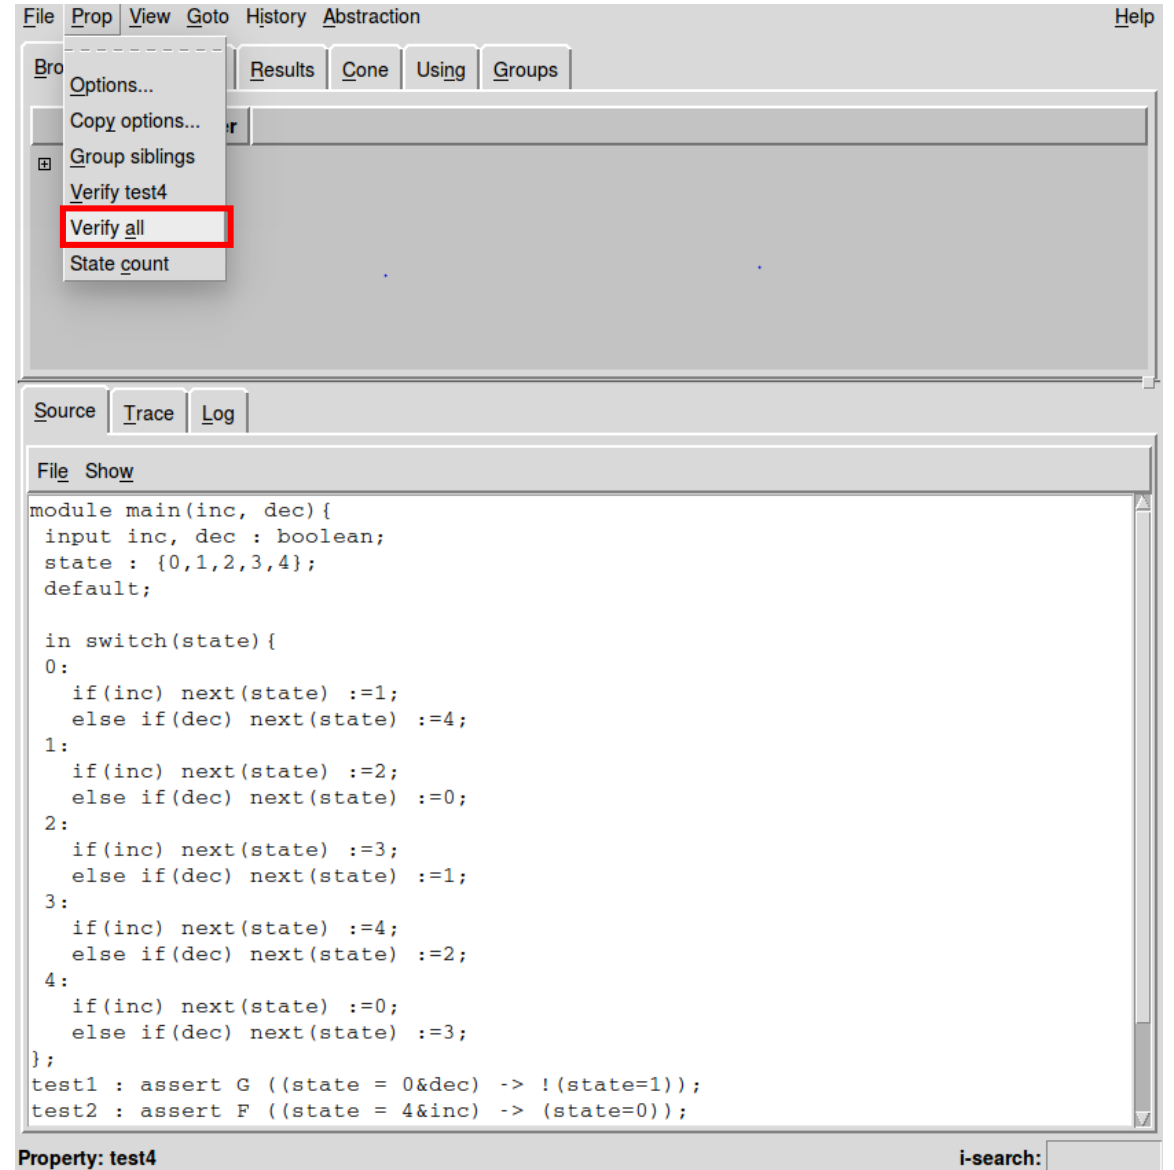 File Prop View Goto History Abstraction Help
Bro Results Cone Using Groups
Options...
Copy options...
r
Group siblings
Verify test4
Verify all
State count
Source Trace Log
File Show
module main(inc, dec){
input inc, dec : boolean;
state : {0,1,2,3,4};
default;
in switch(state){
0:
if(inc) next(state) :=1;
else if(dec) next(state) :=4;
1:
if(inc) next(state) :=2;
else if(dec) next(state) :=0;
2:
if(inc) next(state) :=3;
else if(dec) next(state) :=1;
3:
if(inc) next(state) :=4;
else if(dec) next(state) :=2;
4:
if(inc) next(state) :=0;
else if(dec) next(state) :=3;
};
test1 : assert G ((state = 0&dec) -> !(state=1));
test2 : assert F ((state = 4&inc) -> (state=0));
Property: test4 i-search: